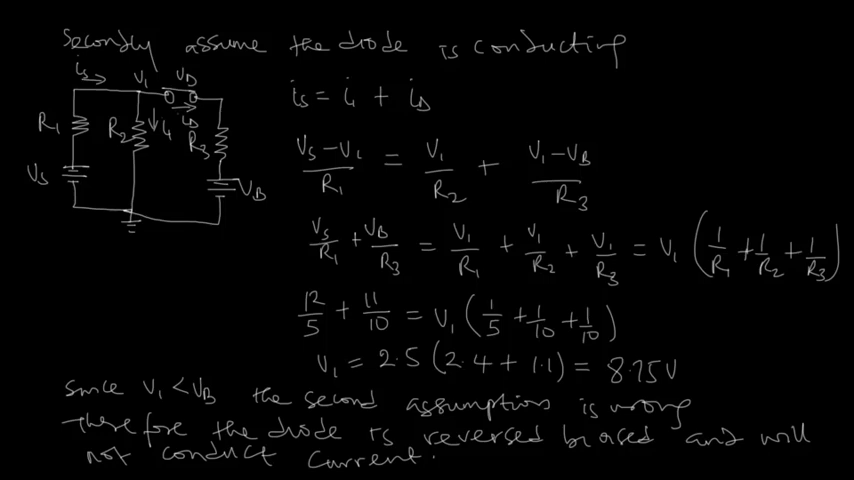 Secondly assume the diode is conducting
is V1 VD
R1 R2 i1 iD R3
VS VB
is = i1 + iD
VS - V1 / R1 = V1 / R2 + V1 - VB / R3
VS / R1 + VB / R3 = V1 / R1 + V1 / R2 + V1 / R3 = V1 ( 1 / R1 + 1 / R2 + 1 / R3 )
12 / 5 + 11 / 10 = V1 ( 1 / 5 + 1 / 10 + 1 / 10 )
V1 = 2.5 ( 2.4 + 1.1 ) = 8.75V
since V1 < VB the second assumption is wrong
Therefore the diode is reversed biased and will
not conduct current.